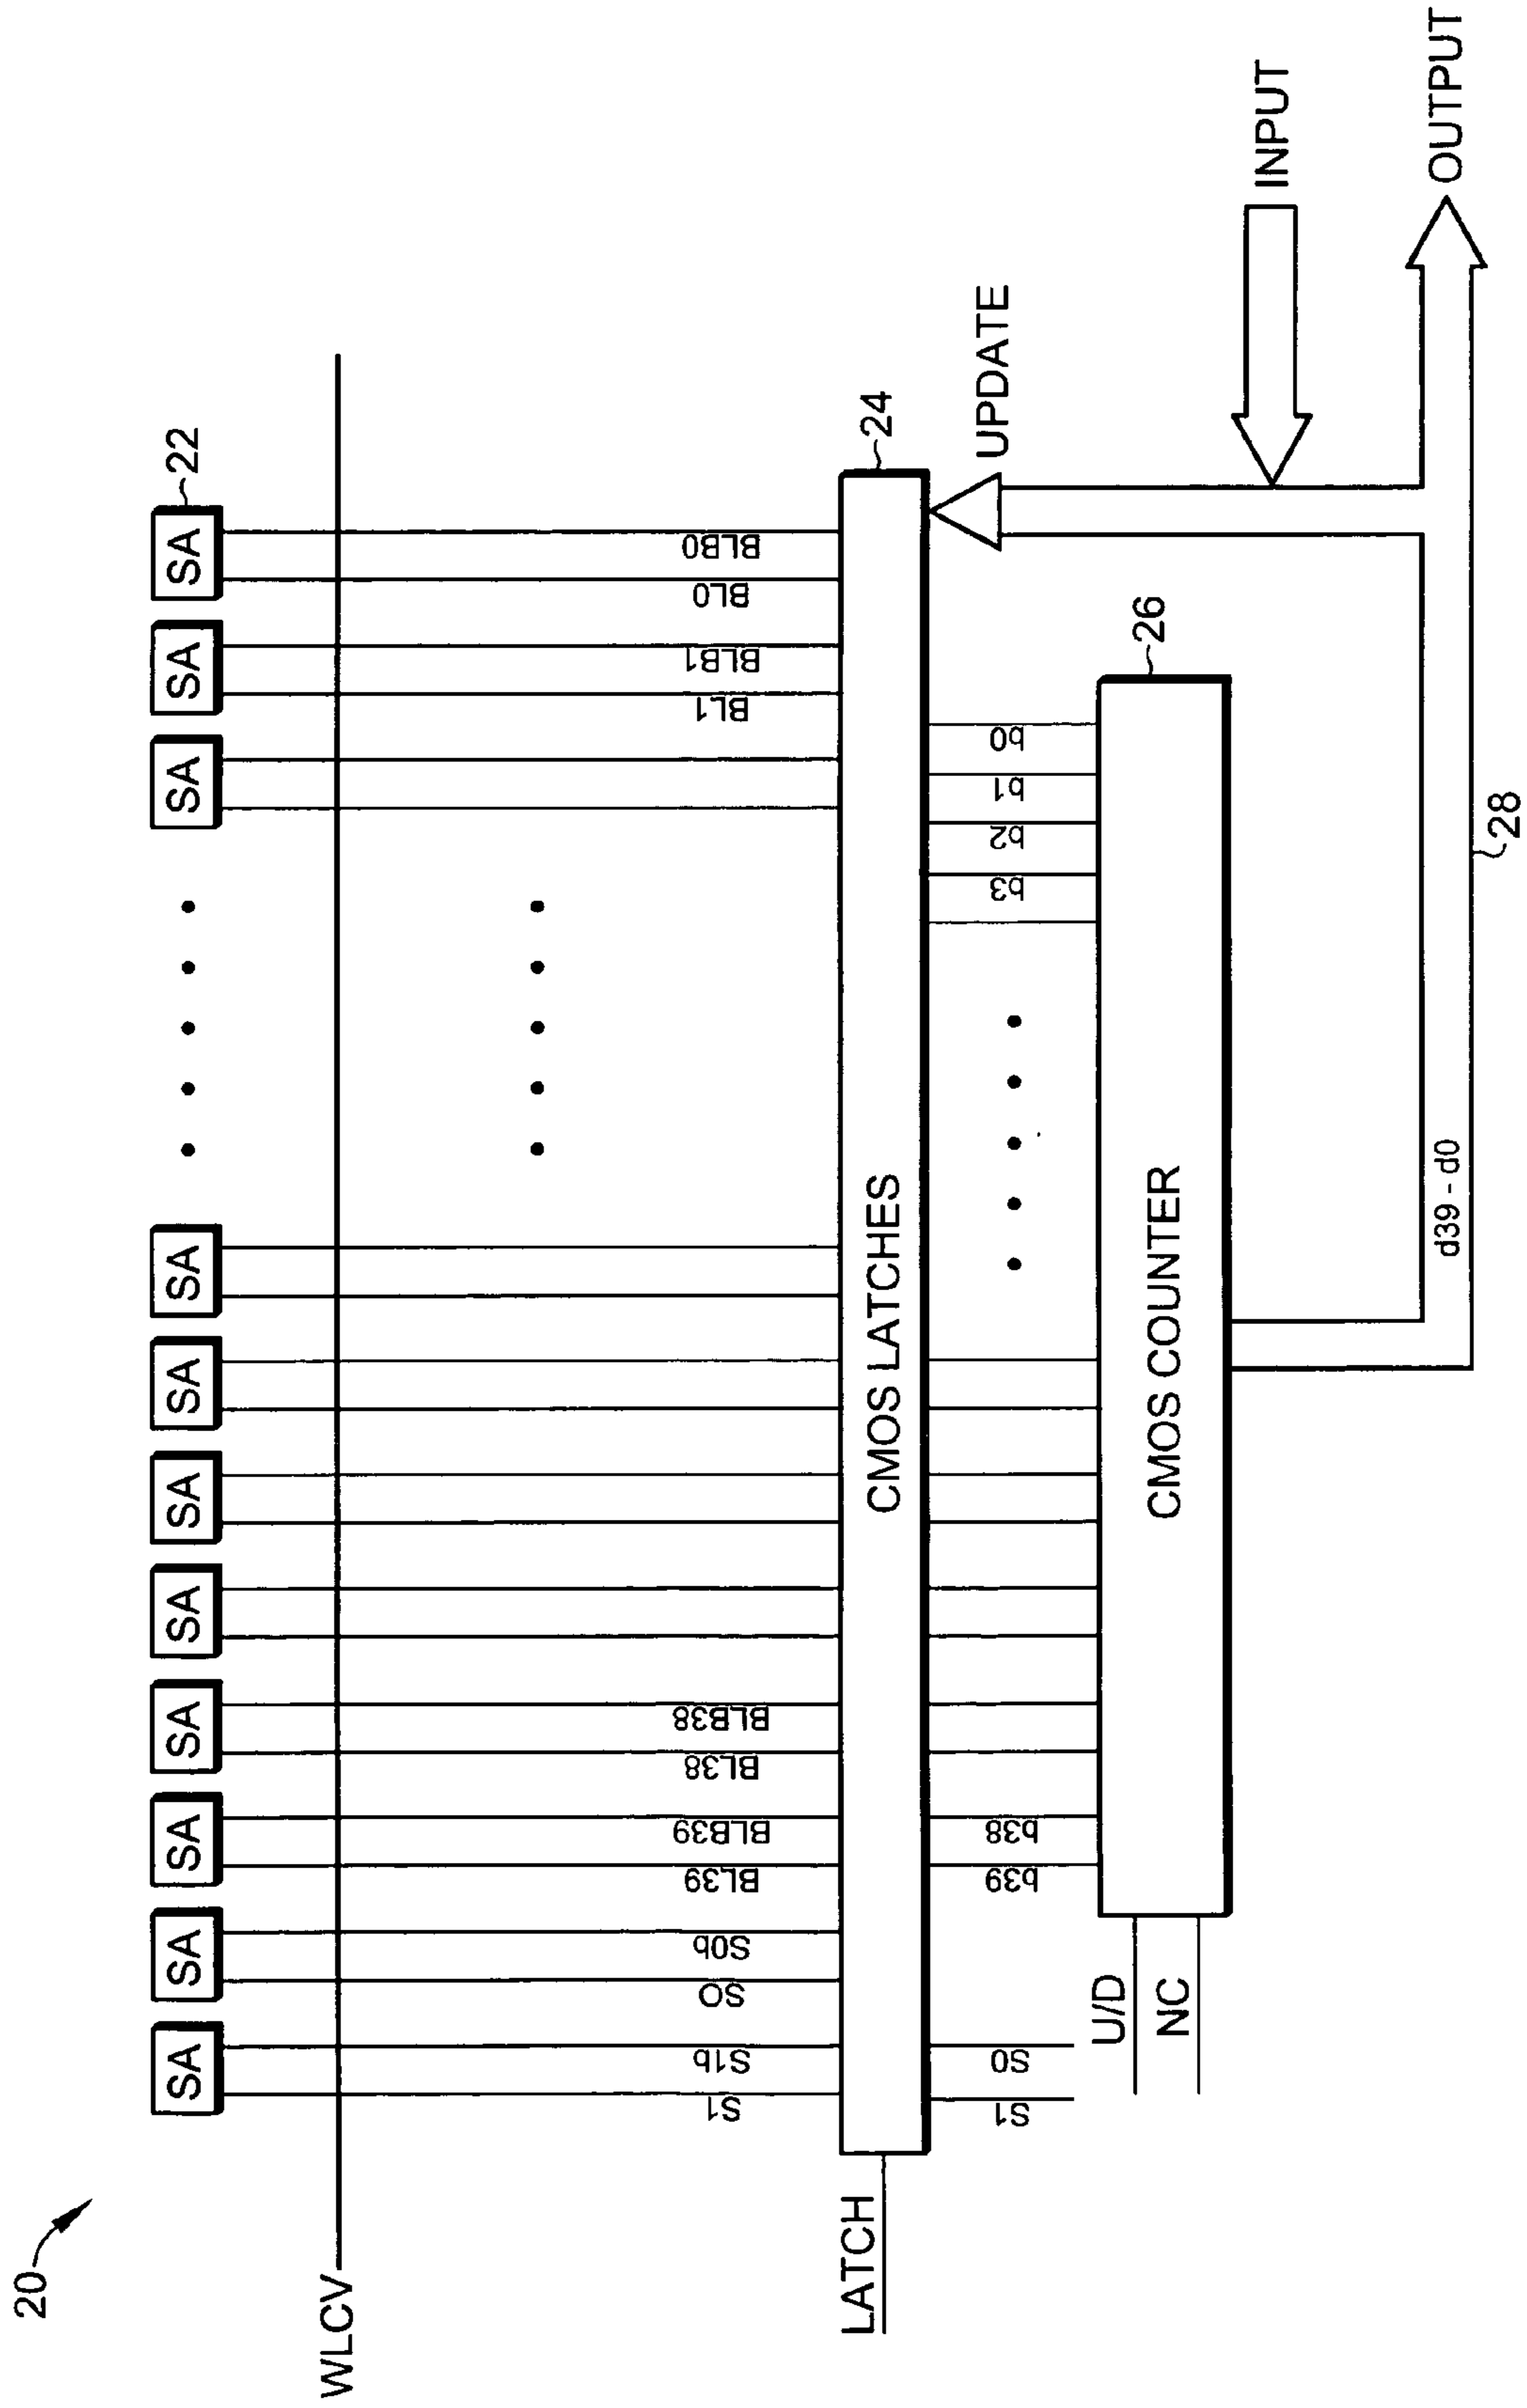 20
SA SA SA SA SA SA SA SA SA SA SA 22
WLCV
S1 S1b SO S0b BL39 BLB39 BL38 BLB38 BL1 BLB1 BL0 BLB0
LATCH CMOS LATCHES 24
S1 S0 b39 b38 b3 b2 b1 b0 UPDATE
U/D
NC
CMOS COUNTER 26
INPUT
d39 - d0 OUTPUT
28